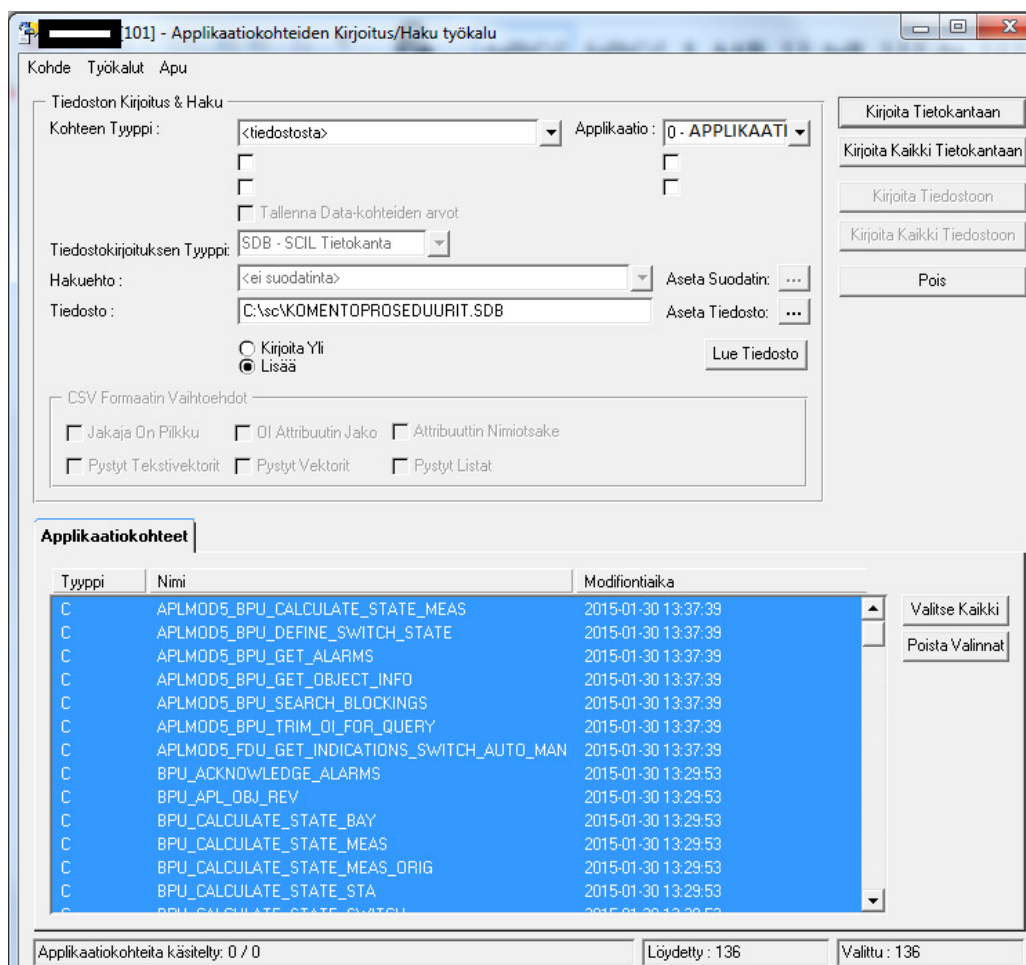 [101] - Applikaatiokohteiden Kirjoitus/Haku työkalu
Kohde Työkalut Apu
Tiedoston Kirjoitus & Haku
Kohteen Tyyppi : <tiedostosta> Applikaatio : 0 - APPLIKAATI
Kirjoita Tietokantaan
Kirjoita Kaikki Tietokantaan
Kirjoita Tiedostoon
Tallenna Data-kohteiden arvot
Kirjoita Kaikki Tiedostoon
Tiedostokirjoituksen Tyyppi: SDB - SCIL Tietokanta
Hakuehto : <ei suodatinta> Aseta Suodatin: ...
Pois
Tiedosto : C:\sc\KOMENTOPROSEDUURIT.SDB Aseta Tiedosto: ...
Kirjoita Yli
Lisää
Lue Tiedosto
CSV Formaatin Vaihtoehdot
Jakaja On Pilkku OI Attribuutin Jako Attribuuttin Nimiotsake
Pystyt Tekstivektorit Pystyt Vektorit Pystyt Listat
Applikaatiokohteet
Tyyppi Nimi Modifiontiaika
C APLMOD5_BPU_CALCULATE_STATE_MEAS 2015-01-30 13:37:39
Valitse Kaikki
C APLMOD5_BPU_DEFINE_SWITCH_STATE 2015-01-30 13:37:39
Poista Valinnat
C APLMOD5_BPU_GET_ALARMS 2015-01-30 13:37:39
C APLMOD5_BPU_GET_OBJECT_INFO 2015-01-30 13:37:39
C APLMOD5_BPU_SEARCH_BLOCKINGS 2015-01-30 13:37:39
C APLMOD5_BPU_TRIM_OI_FOR_QUERY 2015-01-30 13:37:39
C APLMOD5_FDU_GET_INDICATIONS_SWITCH_AUTO_MAN 2015-01-30 13:37:39
C BPU_ACKNOWLEDGE_ALARMS 2015-01-30 13:29:53
C BPU_APL_OBJ_REV 2015-01-30 13:29:53
C BPU_CALCULATE_STATE_BAY 2015-01-30 13:29:53
C BPU_CALCULATE_STATE_MEAS 2015-01-30 13:29:53
C BPU_CALCULATE_STATE_MEAS_ORIG 2015-01-30 13:29:53
C BPU_CALCULATE_STATE_STA 2015-01-30 13:29:53
C BPU_CALCULATE_STATE_SWITCH 2015-01-30 13:29:53
Applikaatiokohteita käsitelty: 0 / 0 Löydetty : 136 Valittu : 136